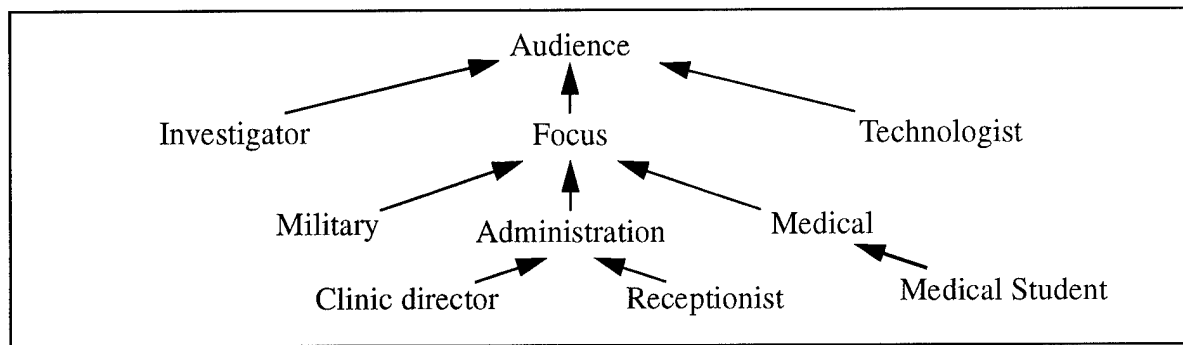 Audience
Investigator Focus Technologist
Military Administration Medical
Clinic director Receptionist Medical Student